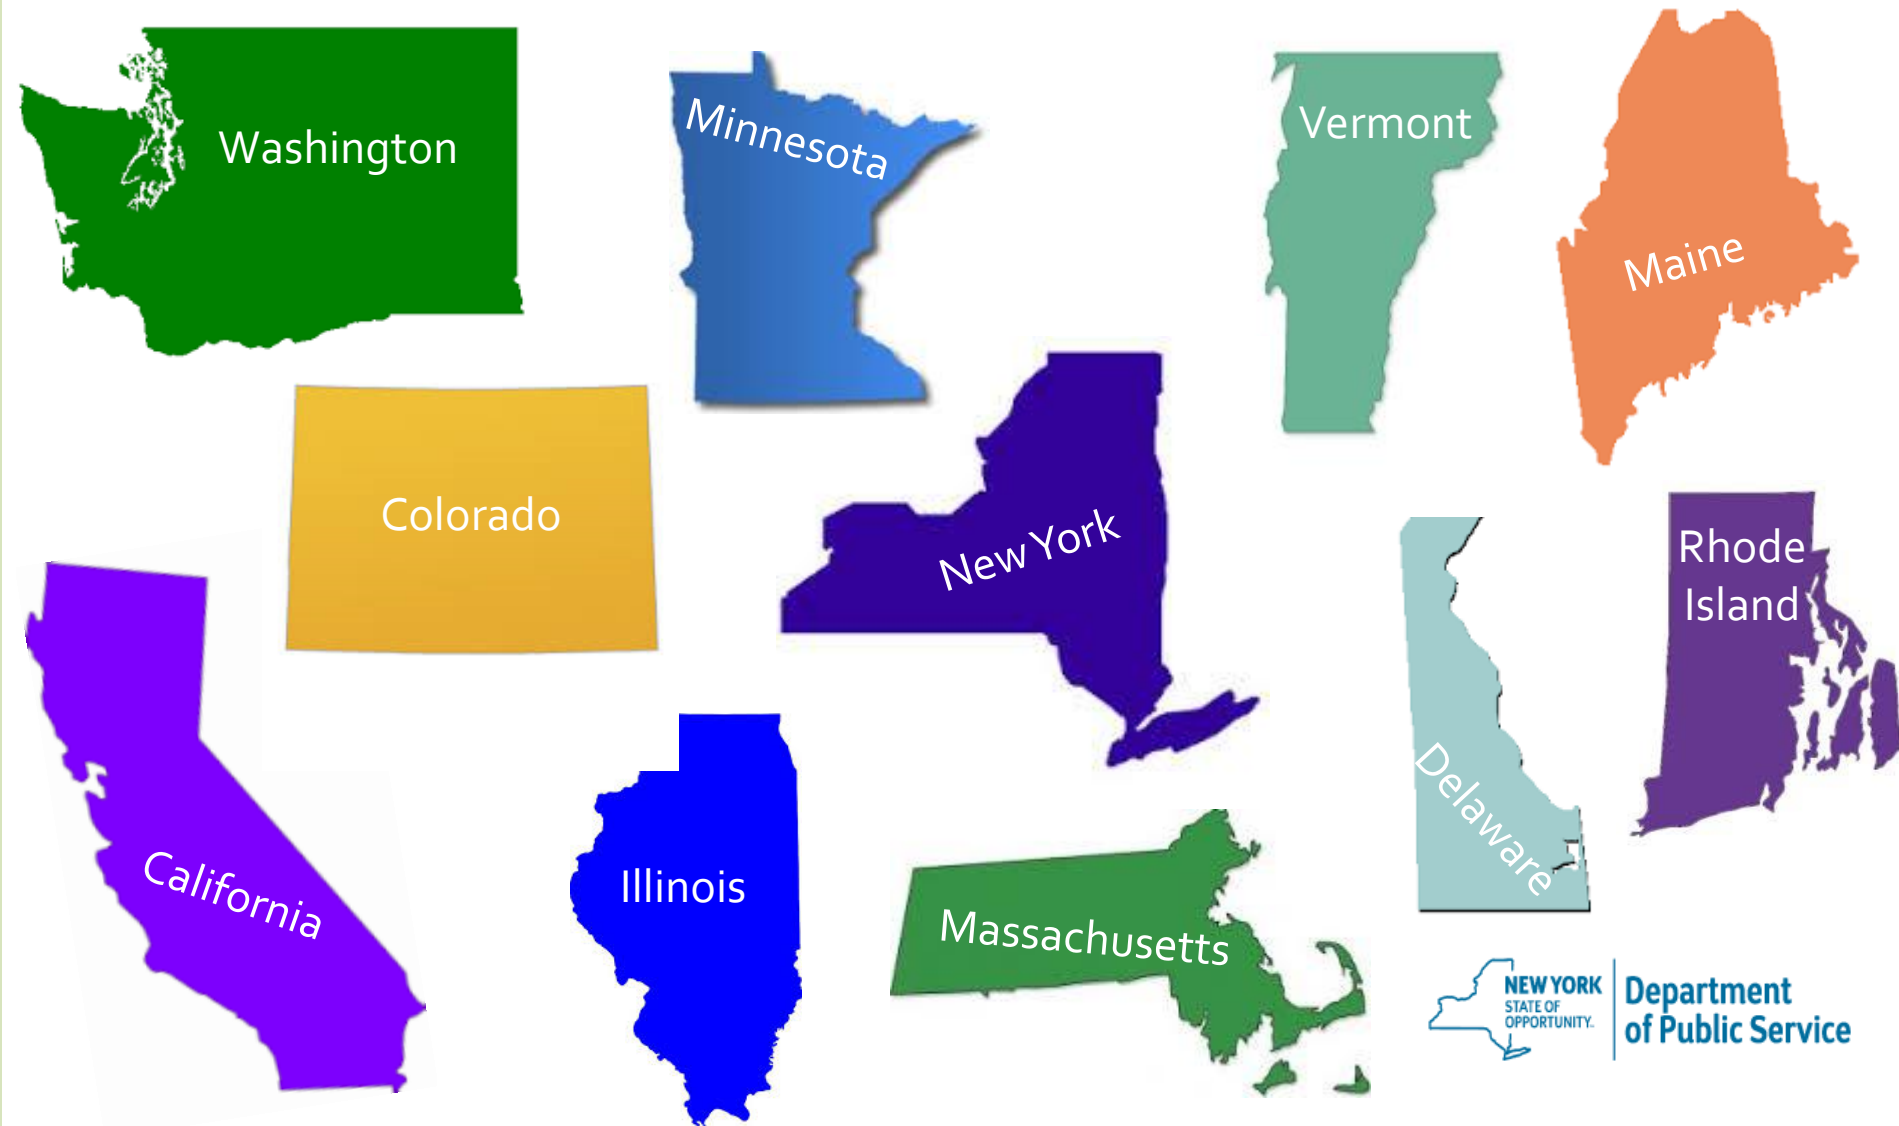 Washington
Minnesota
Vermont
Maine
Colorado
New York
Rhode
Island
California
Illinois
Massachusetts
Delaware
NEW YORK
STATE OF
OPPORTUNITY.
Department
of Public Service